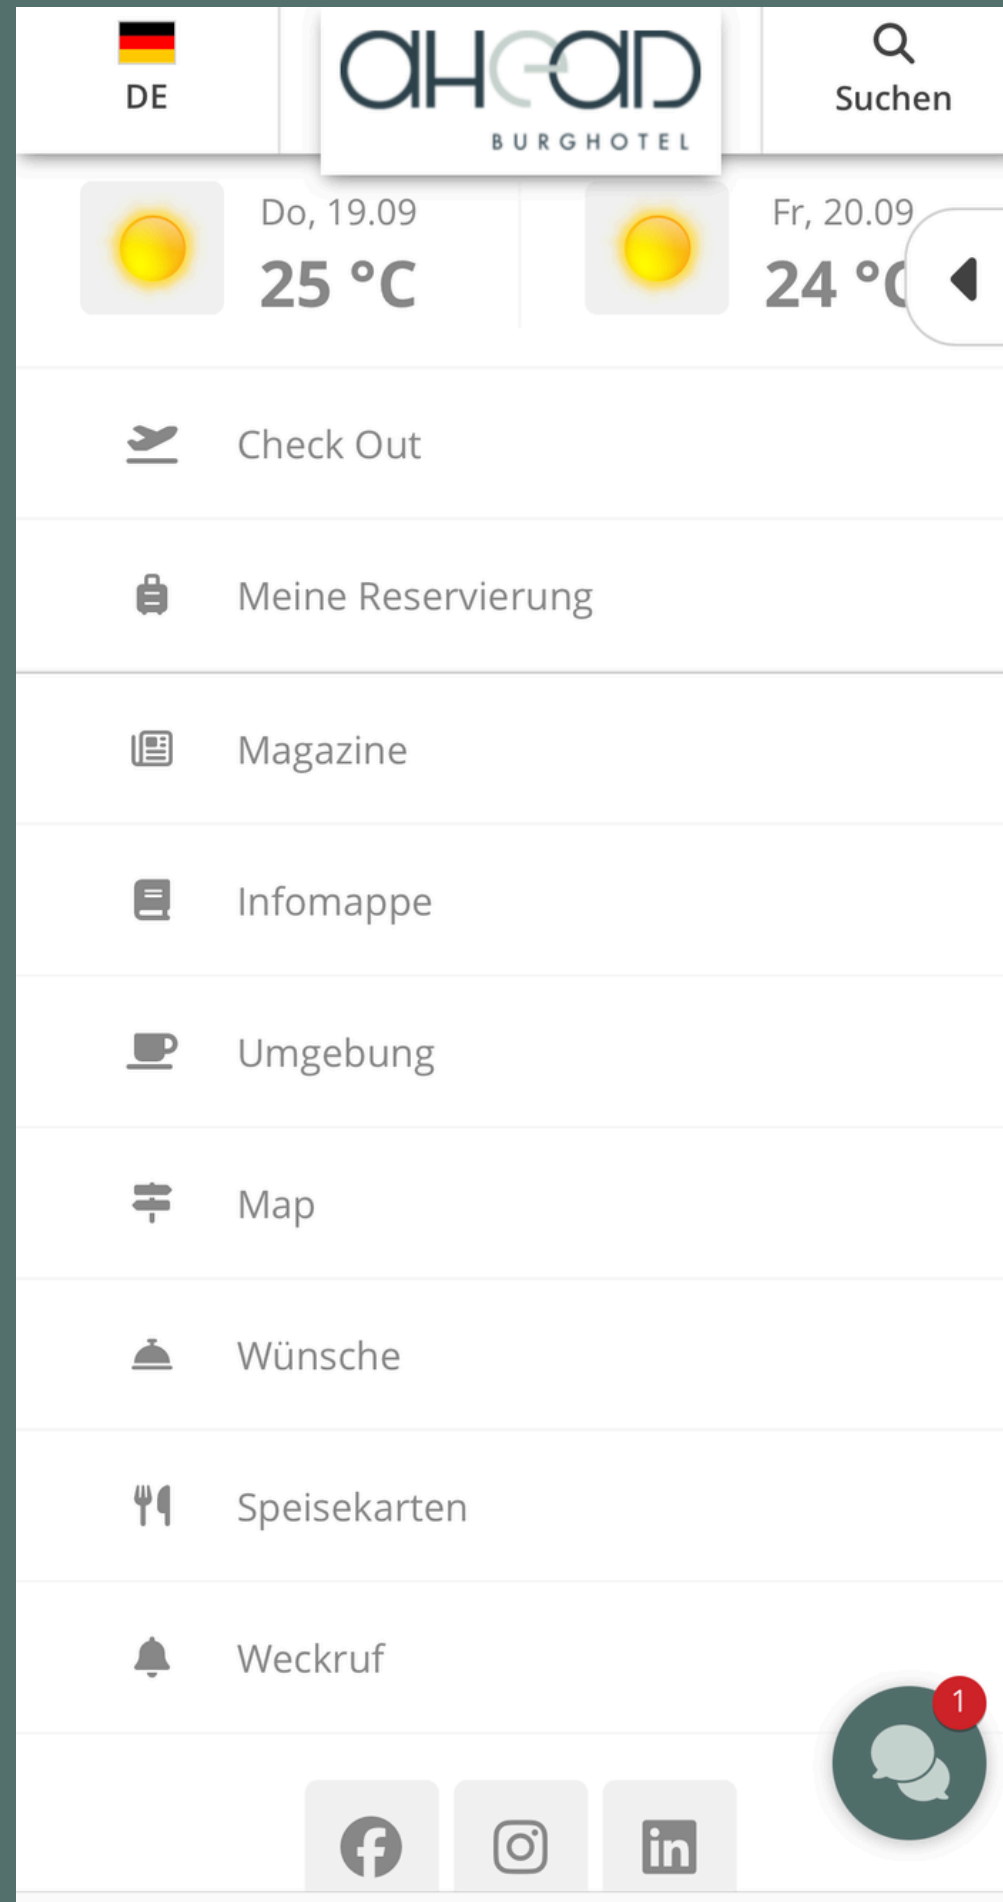 DE
aHeaD
BURGHOTEL
Suchen
Do, 19.09
25 °C
Fr, 20.09
24 °C
Check Out
Meine Reservierung
Magazine
Infomappe
Umgebung
Map
Wünsche
Speisekarten
Weckruf
1